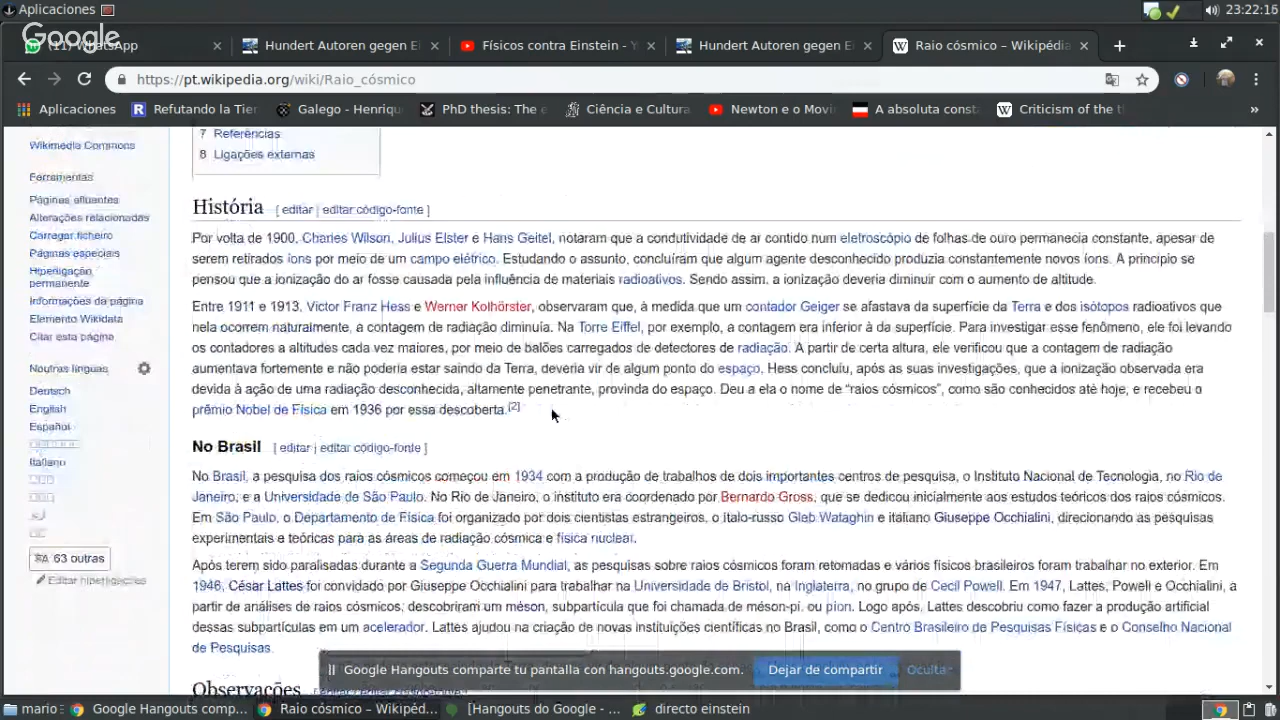 Aplicaciones
23:22:16
Google
(11) WhatsApp
Hundert Autoren gegen Ei
Físicos contra Einstein - Y
Hundert Autoren gegen Ei
Raio cósmico – Wikipédia
https://pt.wikipedia.org/wiki/Raio_cósmico
Aplicaciones
Refutando la Tier
Galego - Henriqu
PhD thesis: The e
Ciência e Cultura
Newton e o Movi
A absoluta const
Criticism of the t
»
Wikimedia Commons
Ferramentas
Páginas afluentes
Alterações relacionadas
Carregar ficheiro
Páginas especiais
Hiperligação
permanente
Informações da página
Elemento Wikidata
Citar esta página
Noutras línguas
Deutsch
English
Español
Italiano
63 outras
Editar hiperligações
7 Referências
8 Ligações externas
História [ editar | editar código-fonte ]
Por volta de 1900, Charles Wilson, Julius Elster e Hans Geitel, notaram que a condutividade de ar contido num eletroscópio de folhas de ouro permanecia constante, apesar de
serem retirados íons por meio de um campo elétrico. Estudando o assunto, concluíram que algum agente desconhecido produzia constantemente novos íons. A principio se
pensou que a ionização do ar fosse causada pela influência de materiais radioativos. Sendo assim, a ionização deveria diminuir com o aumento de altitude.
Entre 1911 e 1913, Victor Franz Hess e Werner Kolhörster, observaram que, à medida que um contador Geiger se afastava da superfície da Terra e dos isótopos radioativos que
nela ocorrem naturalmente, a contagem de radiação diminuía. Na Torre Eiffel, por exemplo, a contagem era inferior à da superfície. Para investigar esse fenômeno, ele foi levando
os contadores a altitudes cada vez maiores, por meio de balões carregados de detectores de radiação. A partir de certa altura, ele verificou que a contagem de radiação
aumentava fortemente e não poderia estar saindo da Terra, deveria vir de algum ponto do espaço. Hess concluiu, após as suas investigações, que a ionização observada era
devida à ação de uma radiação desconhecida, altamente penetrante, provinda do espaço. Deu a ela o nome de “raios cósmicos”, como são conhecidos até hoje, e recebeu o
prêmio Nobel de Física em 1936 por essa descoberta.[2]
No Brasil [ editar | editar código-fonte ]
No Brasil, a pesquisa dos raios cósmicos começou em 1934 com a produção de trabalhos de dois importantes centros de pesquisa, o Instituto Nacional de Tecnologia, no Rio de
Janeiro, e a Universidade de São Paulo. No Rio de Janeiro, o instituto era coordenado por Bernardo Gross, que se dedicou inicialmente aos estudos teóricos dos raios cósmicos.
Em São Paulo, o Departamento de Física foi organizado por dois cientistas estrangeiros, o ítalo-russo Gleb Wataghin e italiano Giuseppe Occhialini, direcionando as pesquisas
experimentais e teóricas para as áreas de radiação cósmica e física nuclear.
Após terem sido paralisadas durante a Segunda Guerra Mundial, as pesquisas sobre raios cósmicos foram retomadas e vários físicos brasileiros foram trabalhar no exterior. Em
1946, César Lattes foi convidado por Giuseppe Occhialini para trabalhar na Universidade de Bristol, na Inglaterra, no grupo de Cecil Powell. Em 1947, Lattes, Powell e Occhialini, a
partir de análises de raios cósmicos, descobriram um méson, subpartícula que foi chamada de méson-pi, ou pion. Logo após, Lattes descobriu como fazer a produção artificial
dessas subpartículas em um acelerador. Lattes ajudou na criação de novas instituições científicas no Brasil, como o Centro Brasileiro de Pesquisas Físicas e o Conselho Nacional
de Pesquisas.
Observações
Google Hangouts comparte tu pantalla con hangouts.google.com.
Dejar de compartir
Oculta
mario
Google Hangouts comp...
Raio cósmico – Wikipéd...
[Hangouts do Google - ...
directo einstein